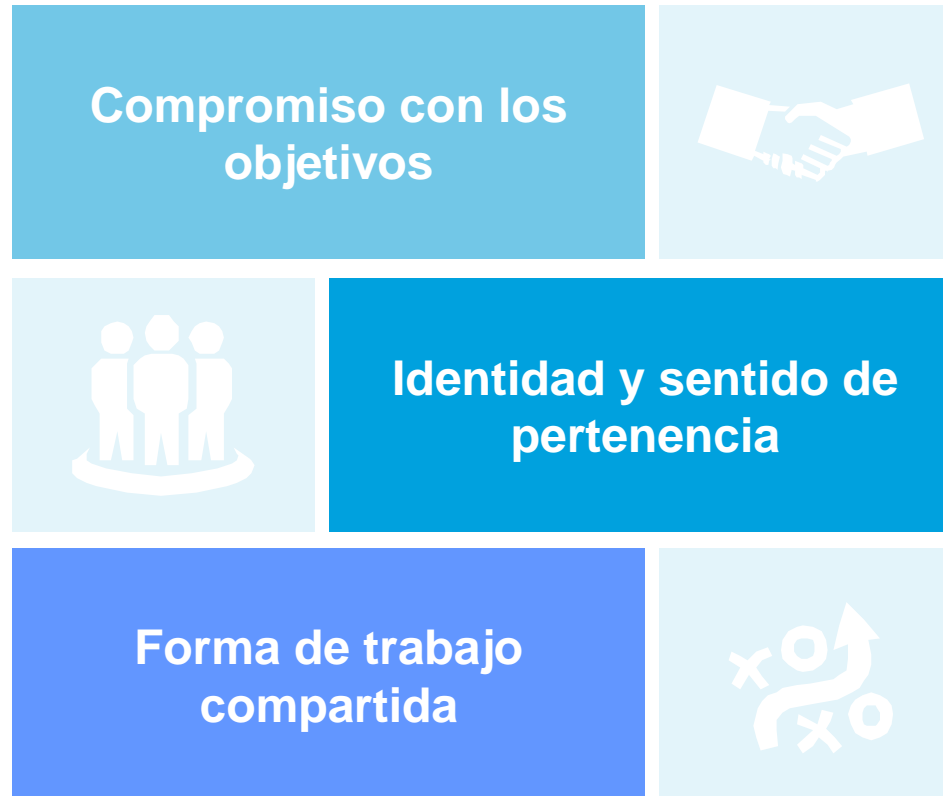 Compromiso con los
objetivos
Identidad y sentido de
pertenencia
Forma de trabajo
compartida